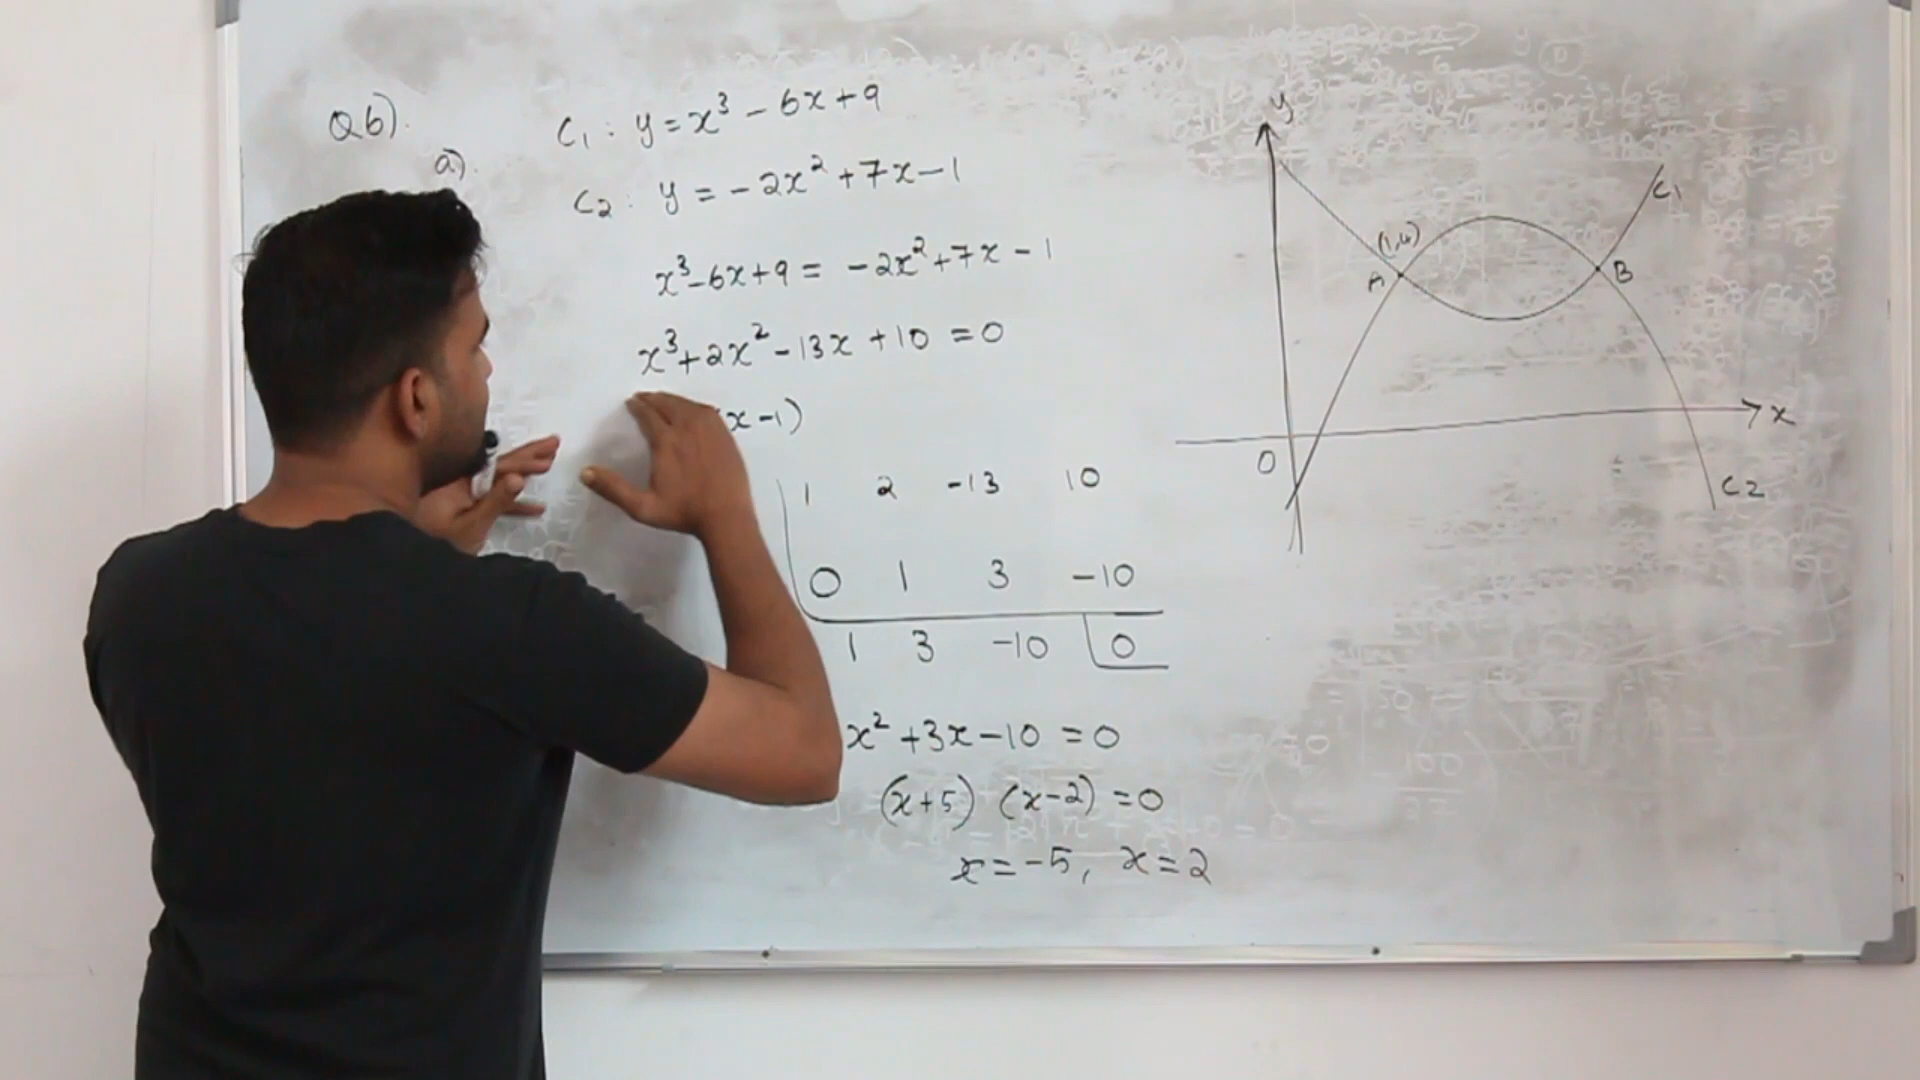 Q6).
a).
C1 : y = x³ - 6x + 9
C2 : y = -2x² + 7x - 1
x³ - 6x + 9 = -2x² + 7x - 1
x³ + 2x² - 13x + 10 = 0
(x - 1)
1 2 -13 10
0 1 3 -10
1 3 -10 0
x² + 3x - 10 = 0
(x + 5) (x - 2) = 0
x = -5, x = 2
y
C1
(1,4)
A
B
x
0
C2